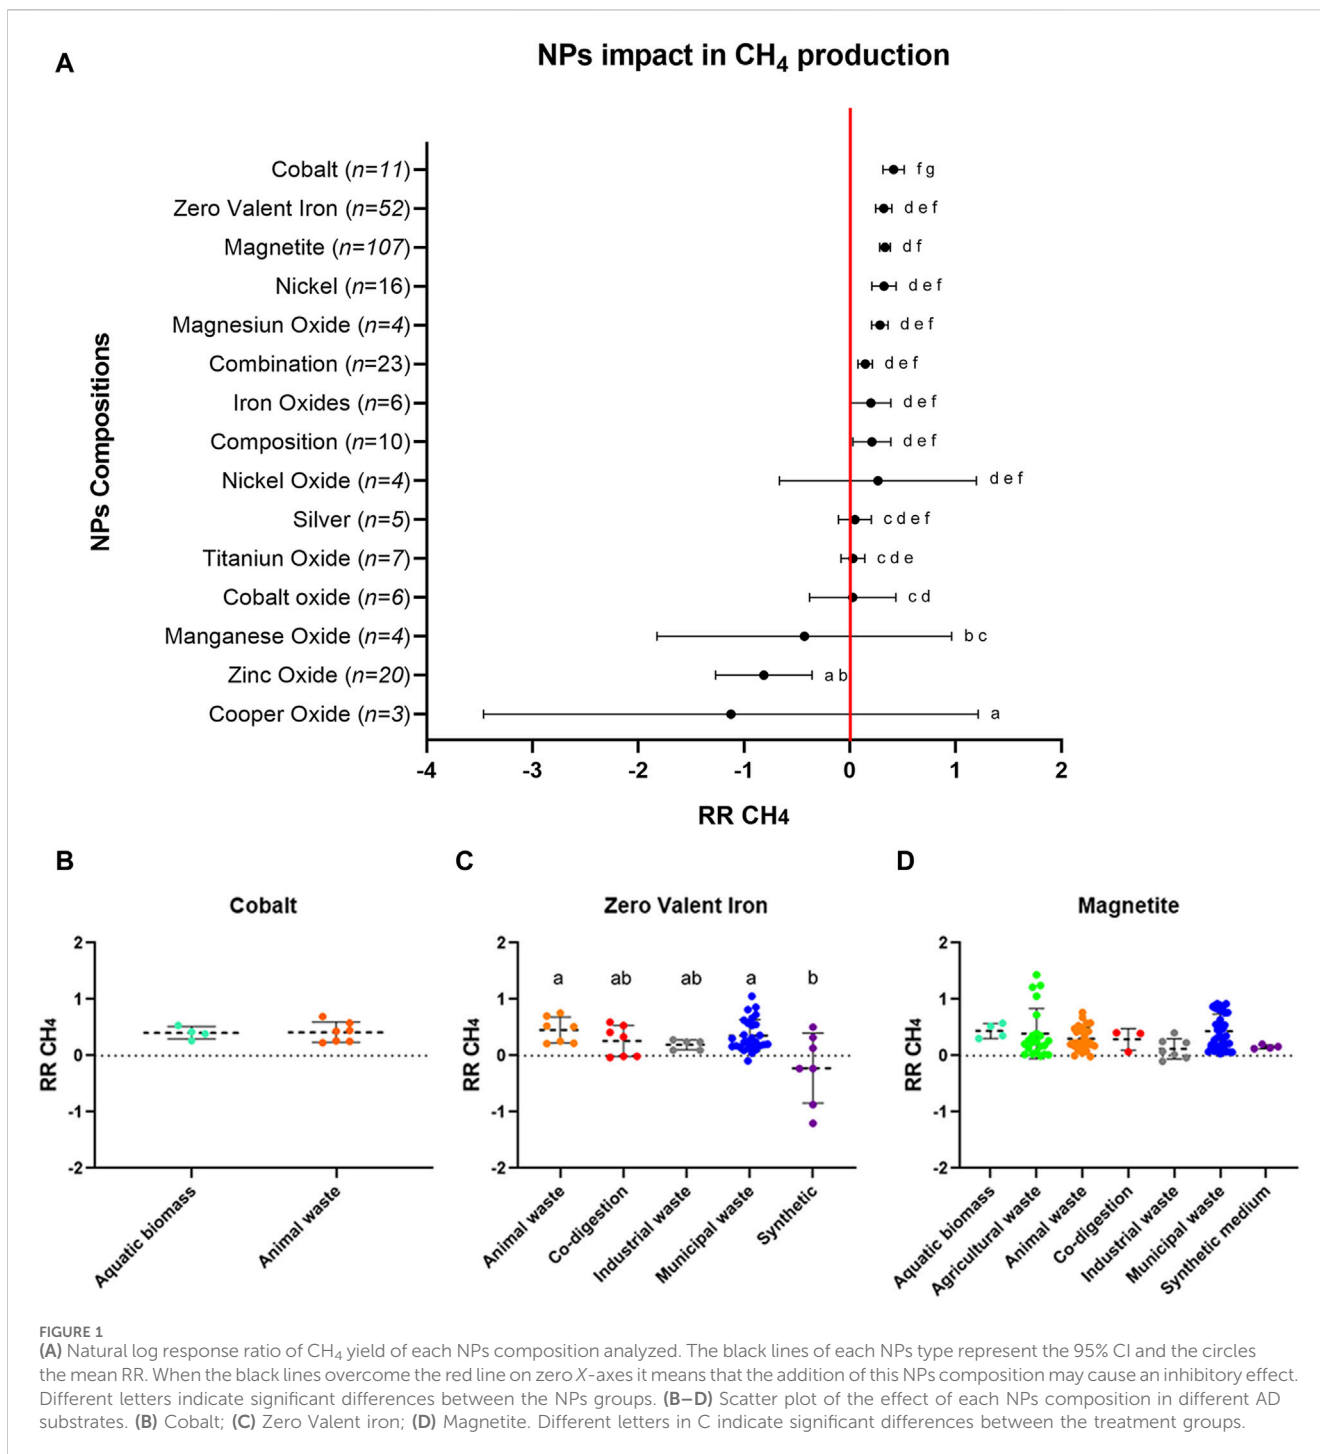 A
NPs impact in CH₄ production
NPs Compositions
Cobalt (n=11)
f g
Zero Valent Iron (n=52)
d e f
Magnetite (n=107)
d f
Nickel (n=16)
d e f
Magnesiun Oxide (n=4)
d e f
Combination (n=23)
d e f
Iron Oxides (n=6)
d e f
Composition (n=10)
d e f
Nickel Oxide (n=4)
d e f
Silver (n=5)
c d e f
Titaniun Oxide (n=7)
c d e
Cobalt oxide (n=6)
c d
Manganese Oxide (n=4)
b c
Zinc Oxide (n=20)
a b
Cooper Oxide (n=3)
a
-4 -3 -2 -1 0 1 2
RR CH4
B
Cobalt
RR CH₄
2
1
0
-1
-2
Aquatic biomass
Animal waste
C
Zero Valent Iron
RR CH₄
2
1
0
-1
-2
a ab ab a b
Animal waste
Co-digestion
Industrial waste
Municipal waste
Synthetic
D
Magnetite
RR CH₄
2
1
0
-1
-2
Aquatic biomass
Agricultural waste
Animal waste
Co-digestion
Industrial waste
Municipal waste
Synthetic medium
FIGURE 1
(A) Natural log response ratio of CH₄ yield of each NPs composition analyzed. The black lines of each NPs type represent the 95% CI and the circles
the mean RR. When the black lines overcome the red line on zero X-axes it means that the addition of this NPs composition may cause an inhibitory effect.
Different letters indicate significant differences between the NPs groups. (B–D) Scatter plot of the effect of each NPs composition in different AD
substrates. (B) Cobalt; (C) Zero Valent iron; (D) Magnetite. Different letters in C indicate significant differences between the treatment groups.